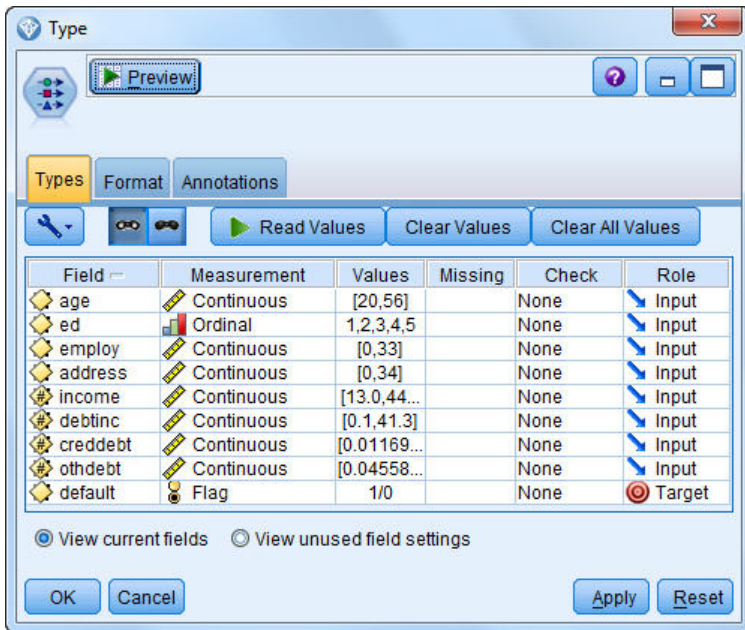 Type
Preview
Types Format Annotations
Read Values Clear Values Clear All Values
Field Measurement Values Missing Check Role
age Continuous [20,56] None Input
ed Ordinal 1,2,3,4,5 None Input
employ Continuous [0,33] None Input
address Continuous [0,34] None Input
income Continuous [13.0,44... None Input
debtinc Continuous [0.1,41.3] None Input
creddebt Continuous [0.01169... None Input
othdebt Continuous [0.04558... None Input
default Flag 1/0 None Target
View current fields View unused field settings
OK Cancel Apply Reset